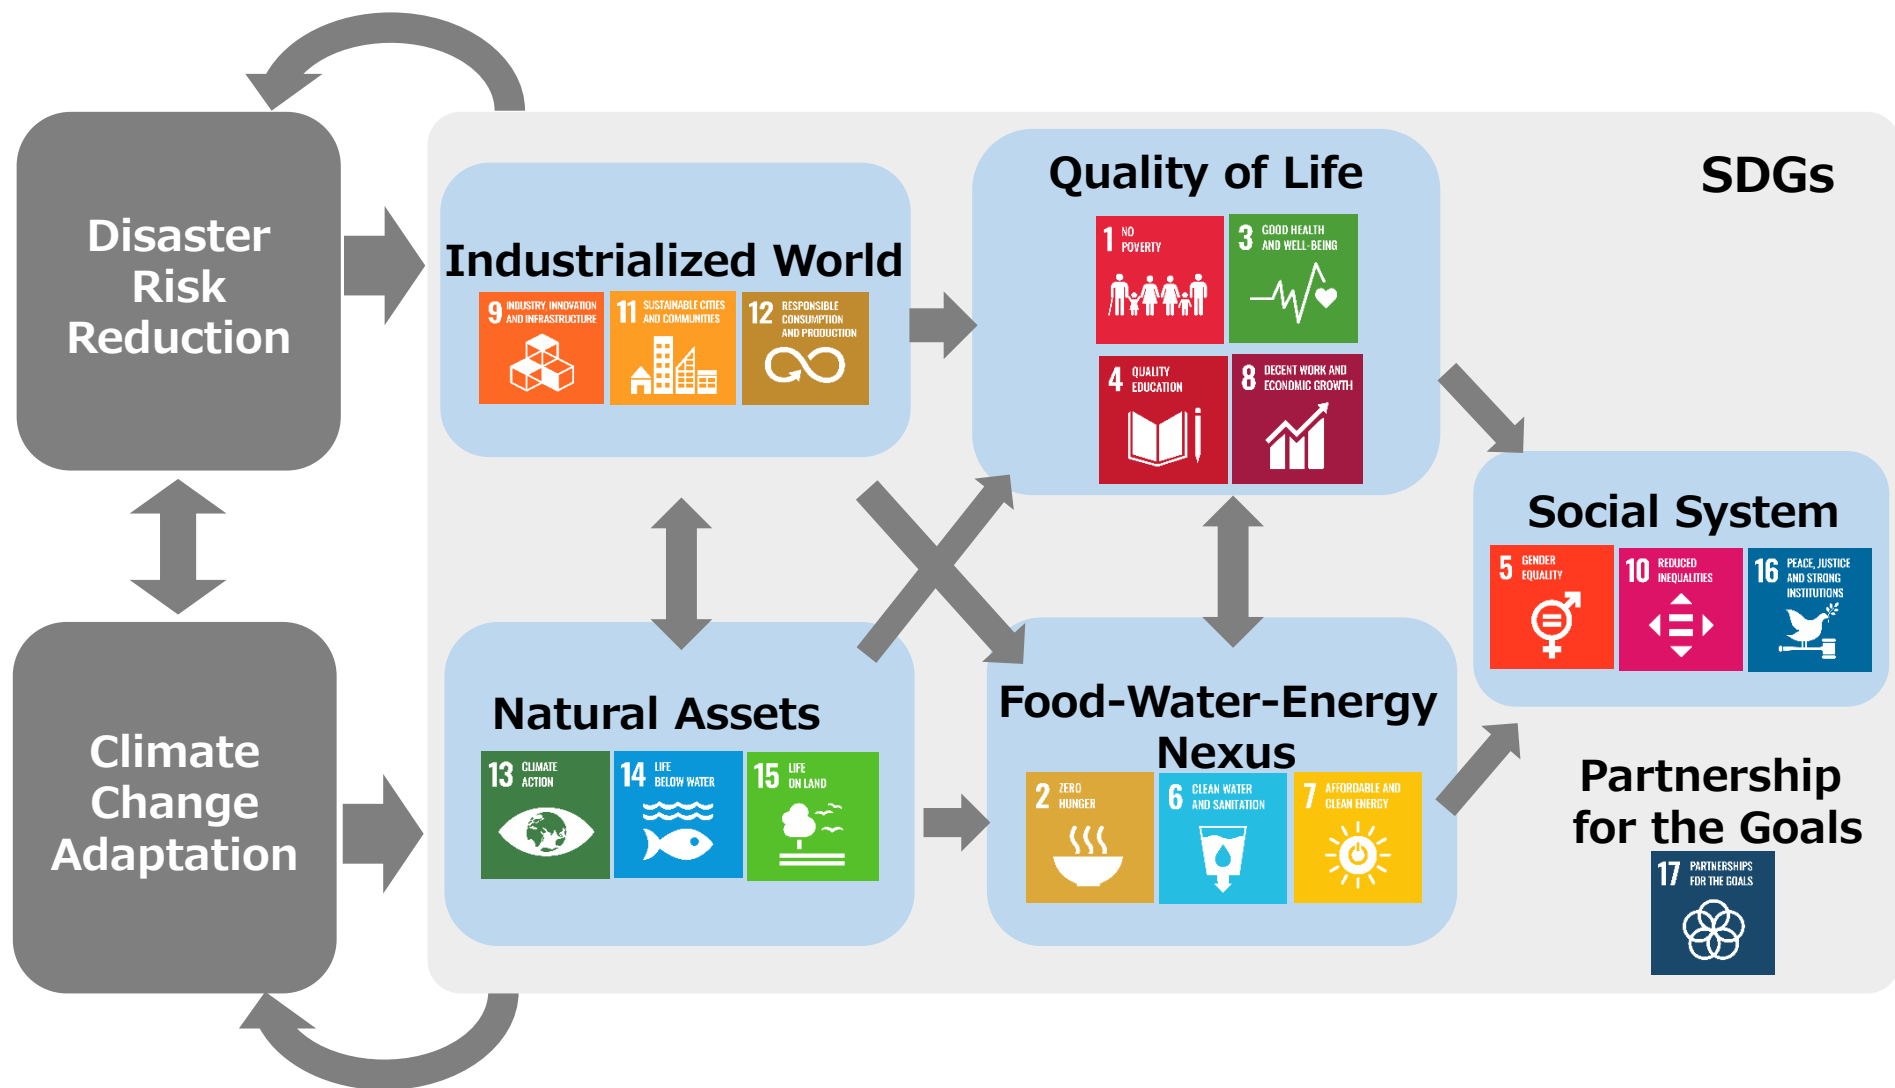 Disaster
Risk
Reduction
Climate
Change
Adaptation
SDGs
Industrialized World
9 INDUSTRY, INNOVATION
AND INFRASTRUCTURE
11 SUSTAINABLE CITIES
AND COMMUNITIES
12 RESPONSIBLE
CONSUMPTION
AND PRODUCTION
Quality of Life
1 NO
POVERTY
3 GOOD HEALTH
AND WELL-BEING
4 QUALITY
EDUCATION
8 DECENT WORK AND
ECONOMIC GROWTH
Natural Assets
13 CLIMATE
ACTION
14 LIFE
BELOW WATER
15 LIFE
ON LAND
Food-Water-Energy
Nexus
2 ZERO
HUNGER
6 CLEAN WATER
AND SANITATION
7 AFFORDABLE AND
CLEAN ENERGY
Social System
5 GENDER
EQUALITY
10 REDUCED
INEQUALITIES
16 PEACE, JUSTICE
AND STRONG
INSTITUTIONS
Partnership
for the Goals
17 PARTNERSHIPS
FOR THE GOALS